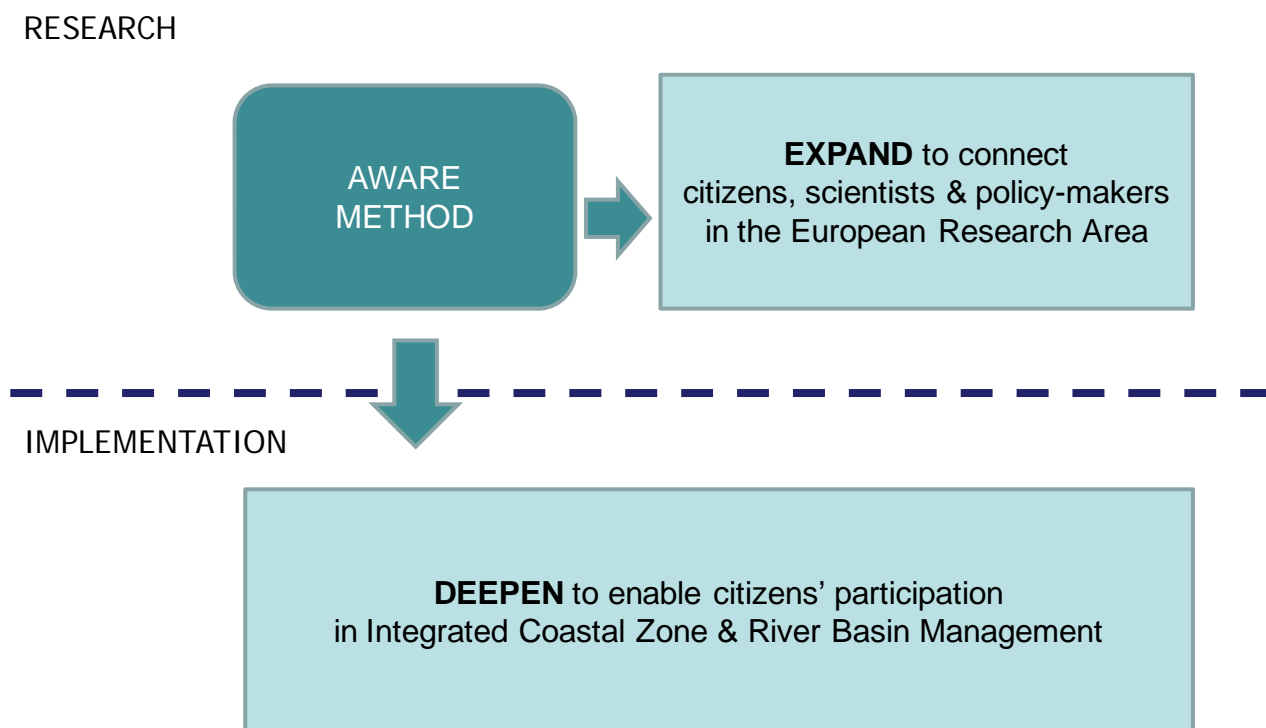 RESEARCH
AWARE
METHOD
EXPAND to connect
citizens, scientists & policy-makers
in the European Research Area
IMPLEMENTATION
DEEPEN to enable citizens’ participation
in Integrated Coastal Zone & River Basin Management